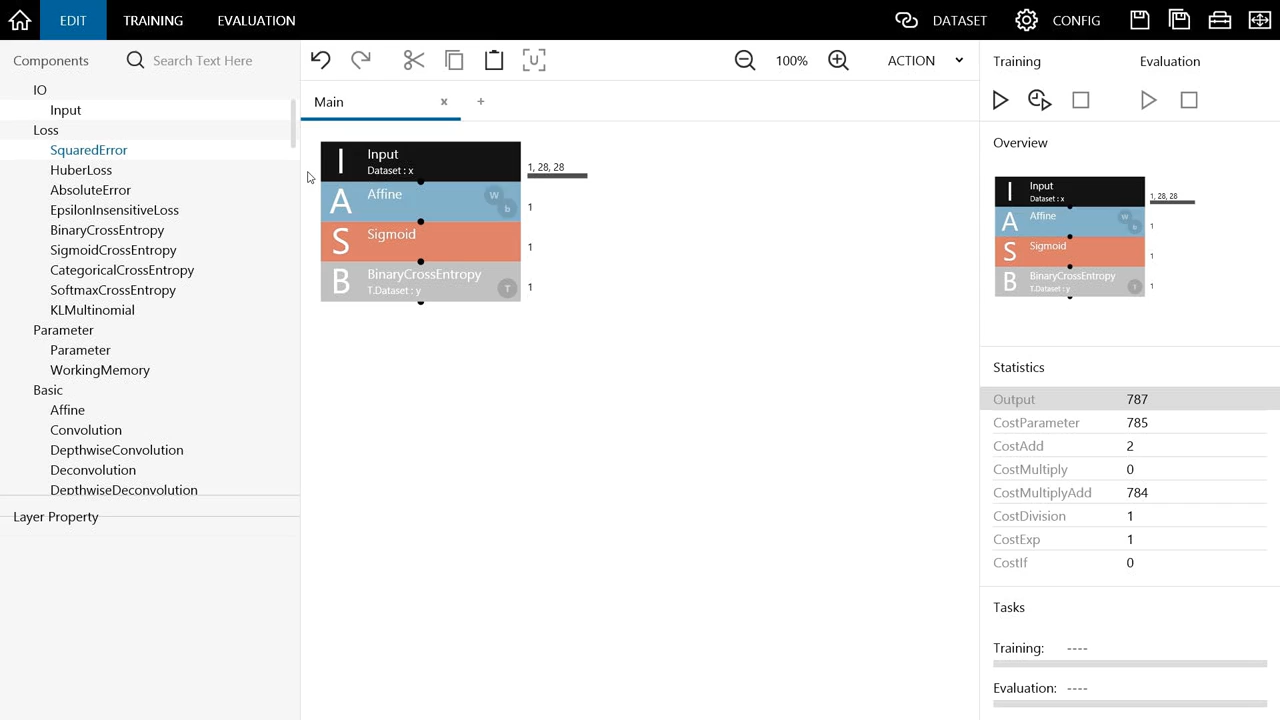 EDIT TRAINING EVALUATION DATASET CONFIG
Components Search Text Here
IO
Input
Loss
SquaredError
HuberLoss
AbsoluteError
EpsilonInsensitiveLoss
BinaryCrossEntropy
SigmoidCrossEntropy
CategoricalCrossEntropy
SoftmaxCrossEntropy
KLMultinomial
Parameter
Parameter
WorkingMemory
Basic
Affine
Convolution
DepthwiseConvolution
Deconvolution
DepthwiseDeconvolution
Layer Property
U 100% ACTION
Main x +
I Input
Dataset : x
1, 28, 28
A Affine W b 1
S Sigmoid 1
B BinaryCrossEntropy
T.Dataset : y T 1
Training Evaluation
Overview
I Input
Dataset : x
1, 28, 28
A Affine W b 1
S Sigmoid 1
B BinaryCrossEntropy
T.Dataset : y T 1
Statistics
Output 787
CostParameter 785
CostAdd 2
CostMultiply 0
CostMultiplyAdd 784
CostDivision 1
CostExp 1
CostIf 0
Tasks
Training: ----
Evaluation: ----